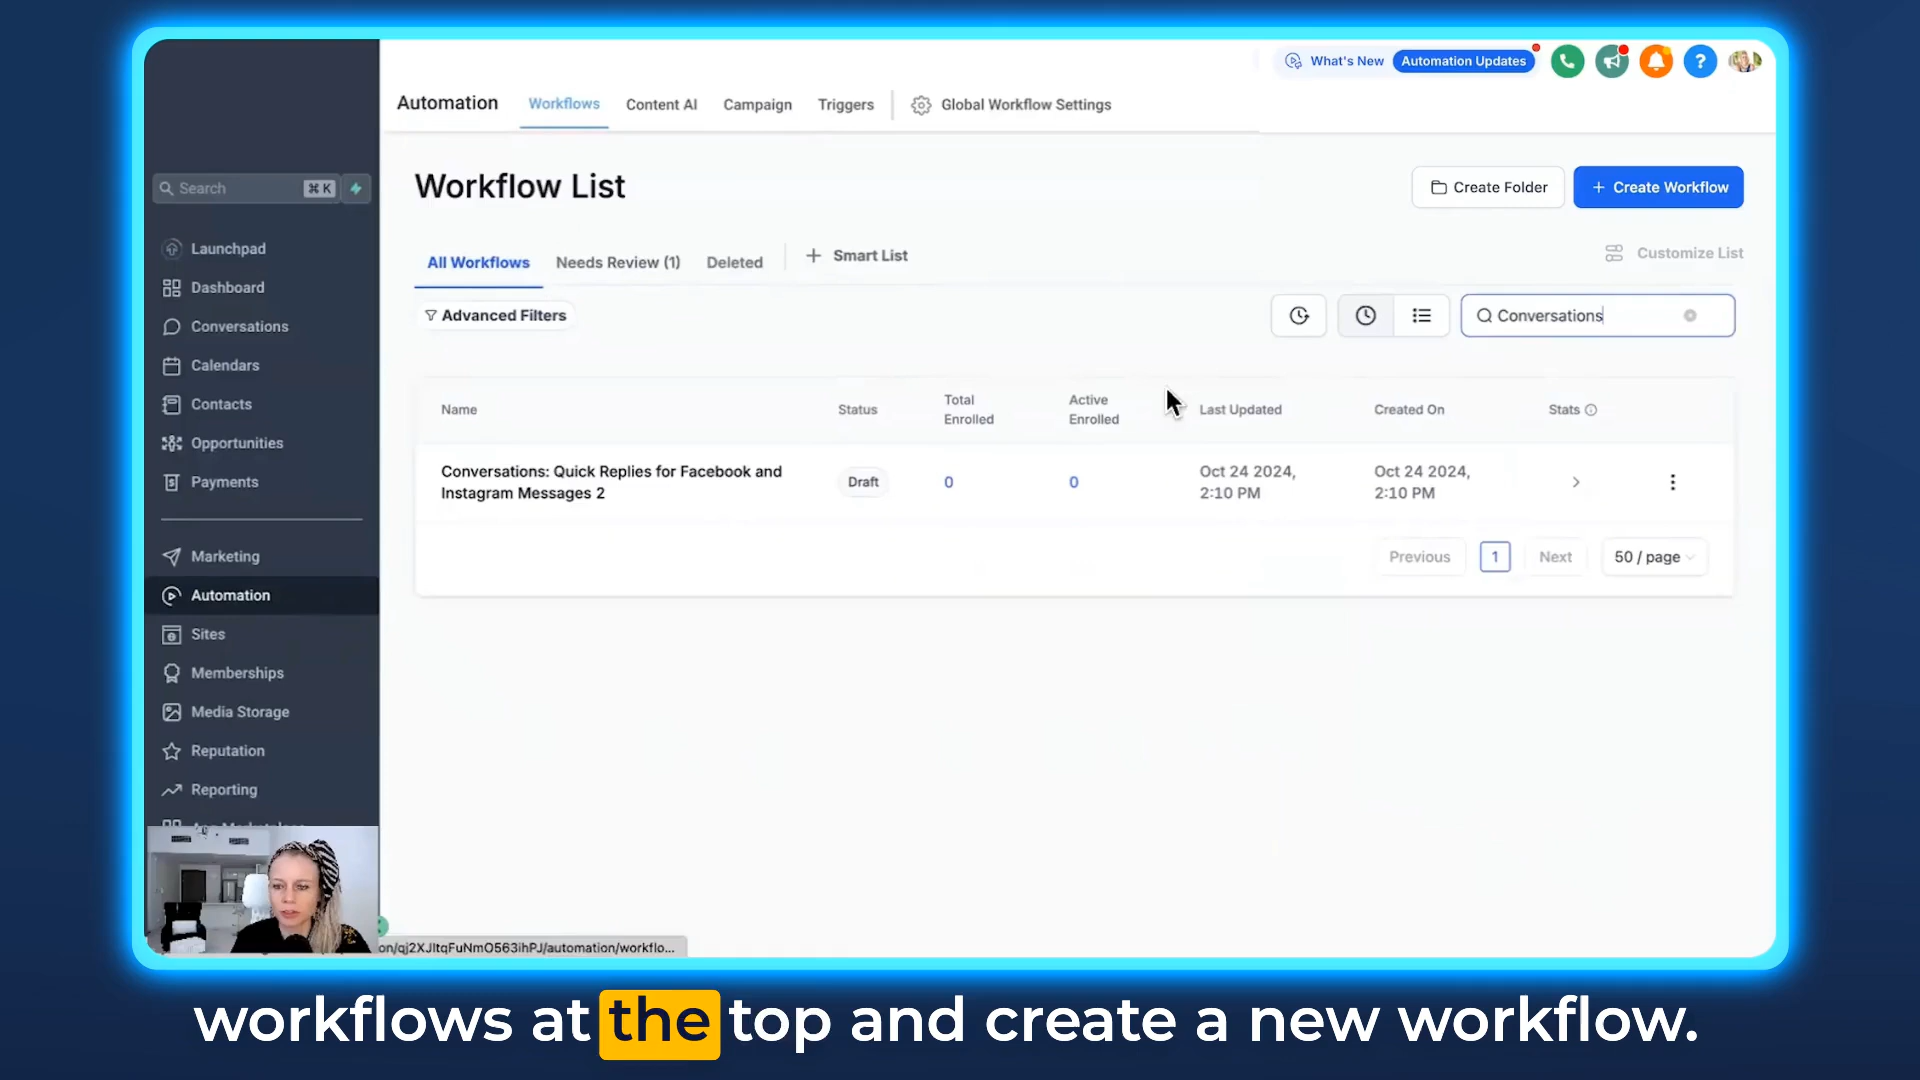 What's New
Automation Updates
?
Automation
Workflows
Content AI
Campaign
Triggers
Global Workflow Settings
Search
⌘ K
Workflow List
Create Folder
+ Create Workflow
Launchpad
Dashboard
Conversations
Calendars
Contacts
Opportunities
Payments
Marketing
Automation
Sites
Memberships
Media Storage
Reputation
Reporting
All Workflows
Needs Review (1)
Deleted
+ Smart List
Customize List
Advanced Filters
Conversations
Name
Status
Total
Enrolled
Active
Enrolled
Last Updated
Created On
Stats
Conversations: Quick Replies for Facebook and
Instagram Messages 2
Draft
0
0
Oct 24 2024,
2:10 PM
Oct 24 2024,
2:10 PM
Previous
1
Next
50 / page
workflows at the top and create a new workflow.